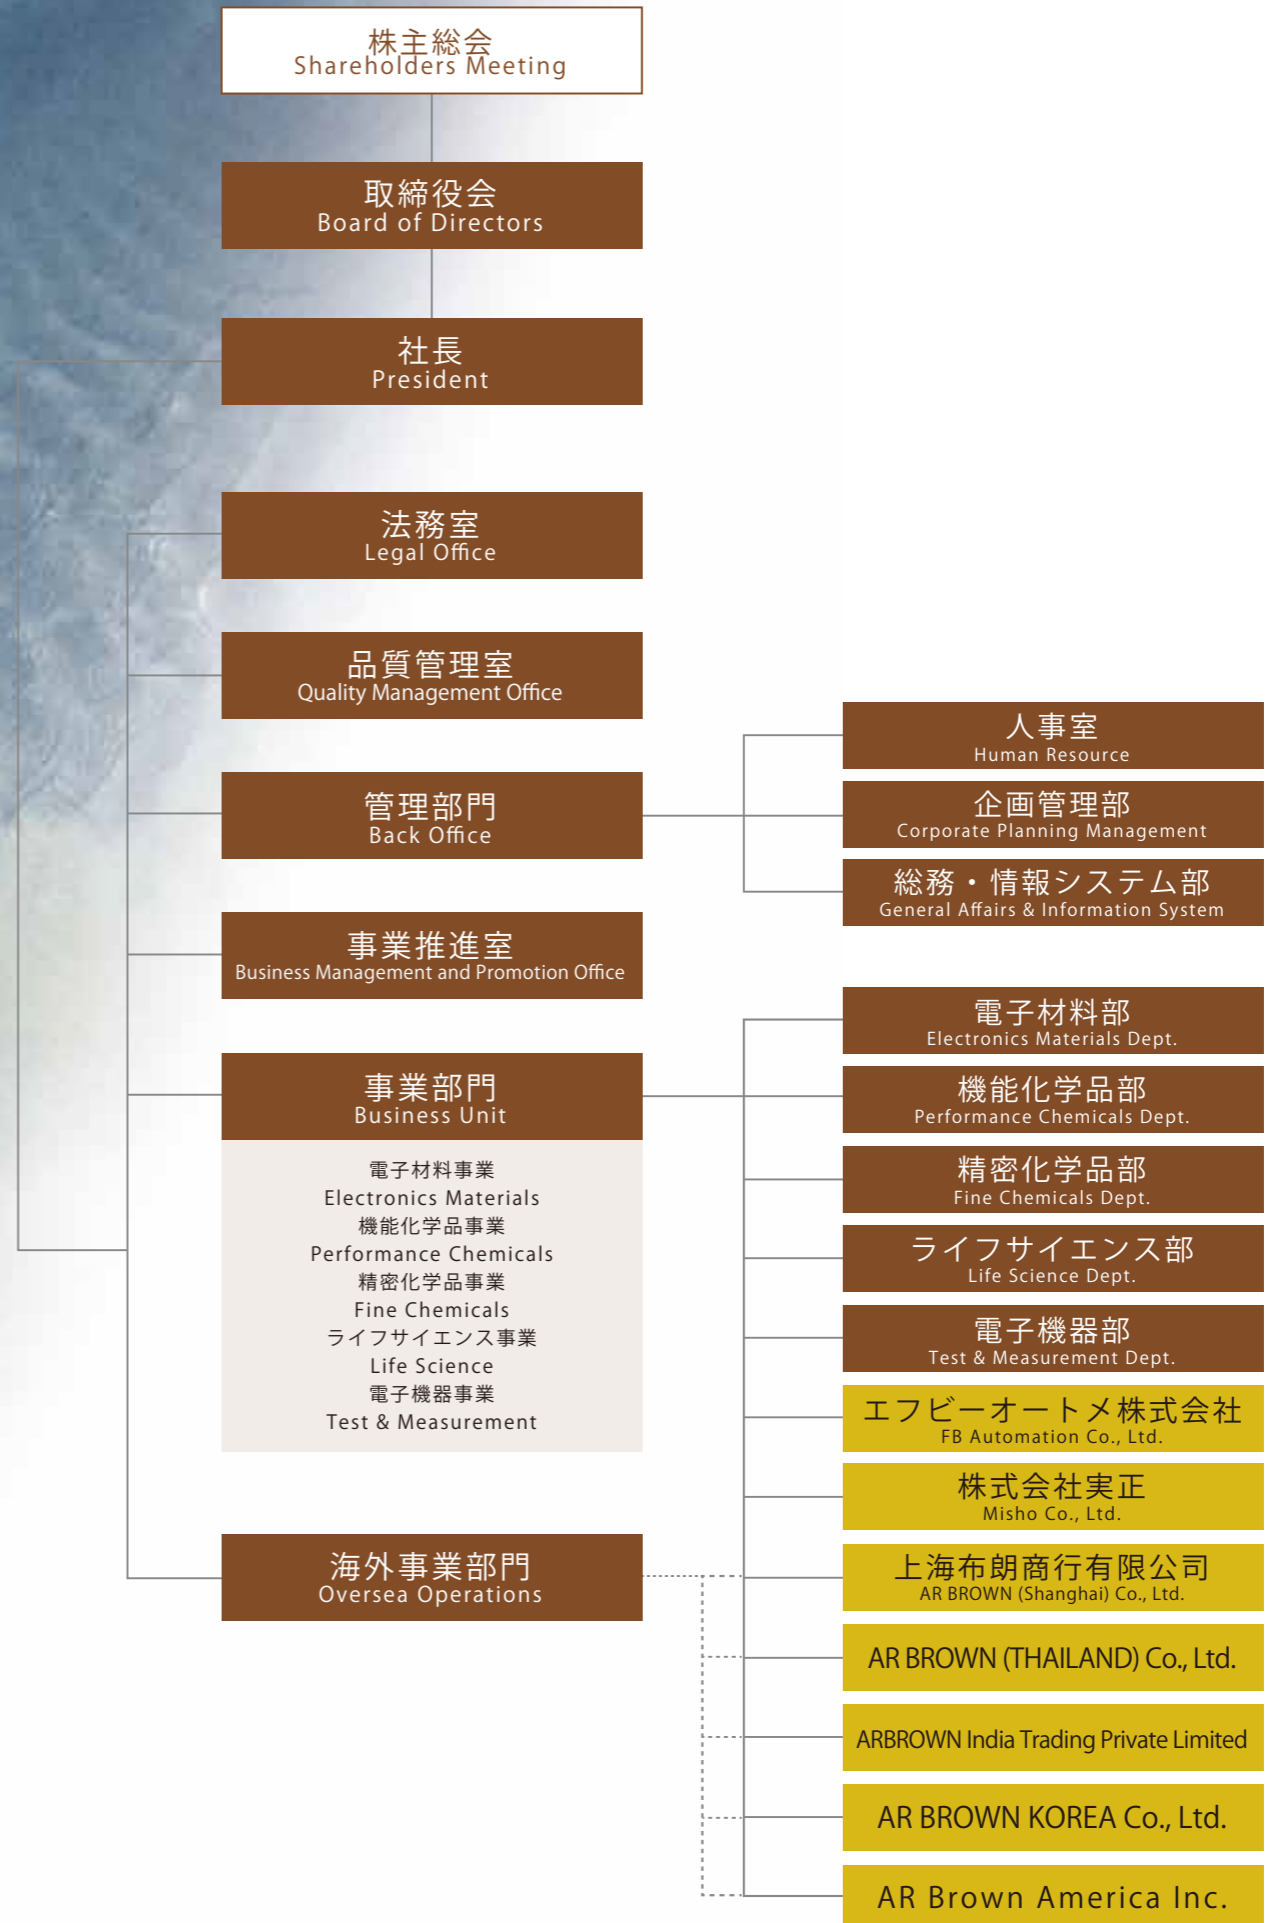 株主総会
Shareholders Meeting
取締役会
Board of Directors
社長
President
法務室
Legal Office
品質管理室
Quality Management Office
管理部門
Back Office
人事室
Human Resource
企画管理部
Corporate Planning Management
総務・情報システム部
General Affairs & Information System
事業推進室
Business Management and Promotion Office
事業部門
Business Unit
電子材料事業
Electronics Materials
機能化学品事業
Performance Chemicals
精密化学品事業
Fine Chemicals
ライフサイエンス事業
Life Science
電子機器事業
Test & Measurement
電子材料部
Electronics Materials Dept.
機能化学品部
Performance Chemicals Dept.
精密化学品部
Fine Chemicals Dept.
ライフサイエンス部
Life Science Dept.
電子機器部
Test & Measurement Dept.
エフビーオートメ株式会社
FB Automation Co., Ltd.
株式会社実正
Misho Co., Ltd.
海外事業部門
Oversea Operations
上海布朗商行有限公司
AR BROWN (Shanghai) Co., Ltd.
AR BROWN (THAILAND) Co., Ltd.
ARBROWN India Trading Private Limited
AR BROWN KOREA Co., Ltd.
AR Brown America Inc.